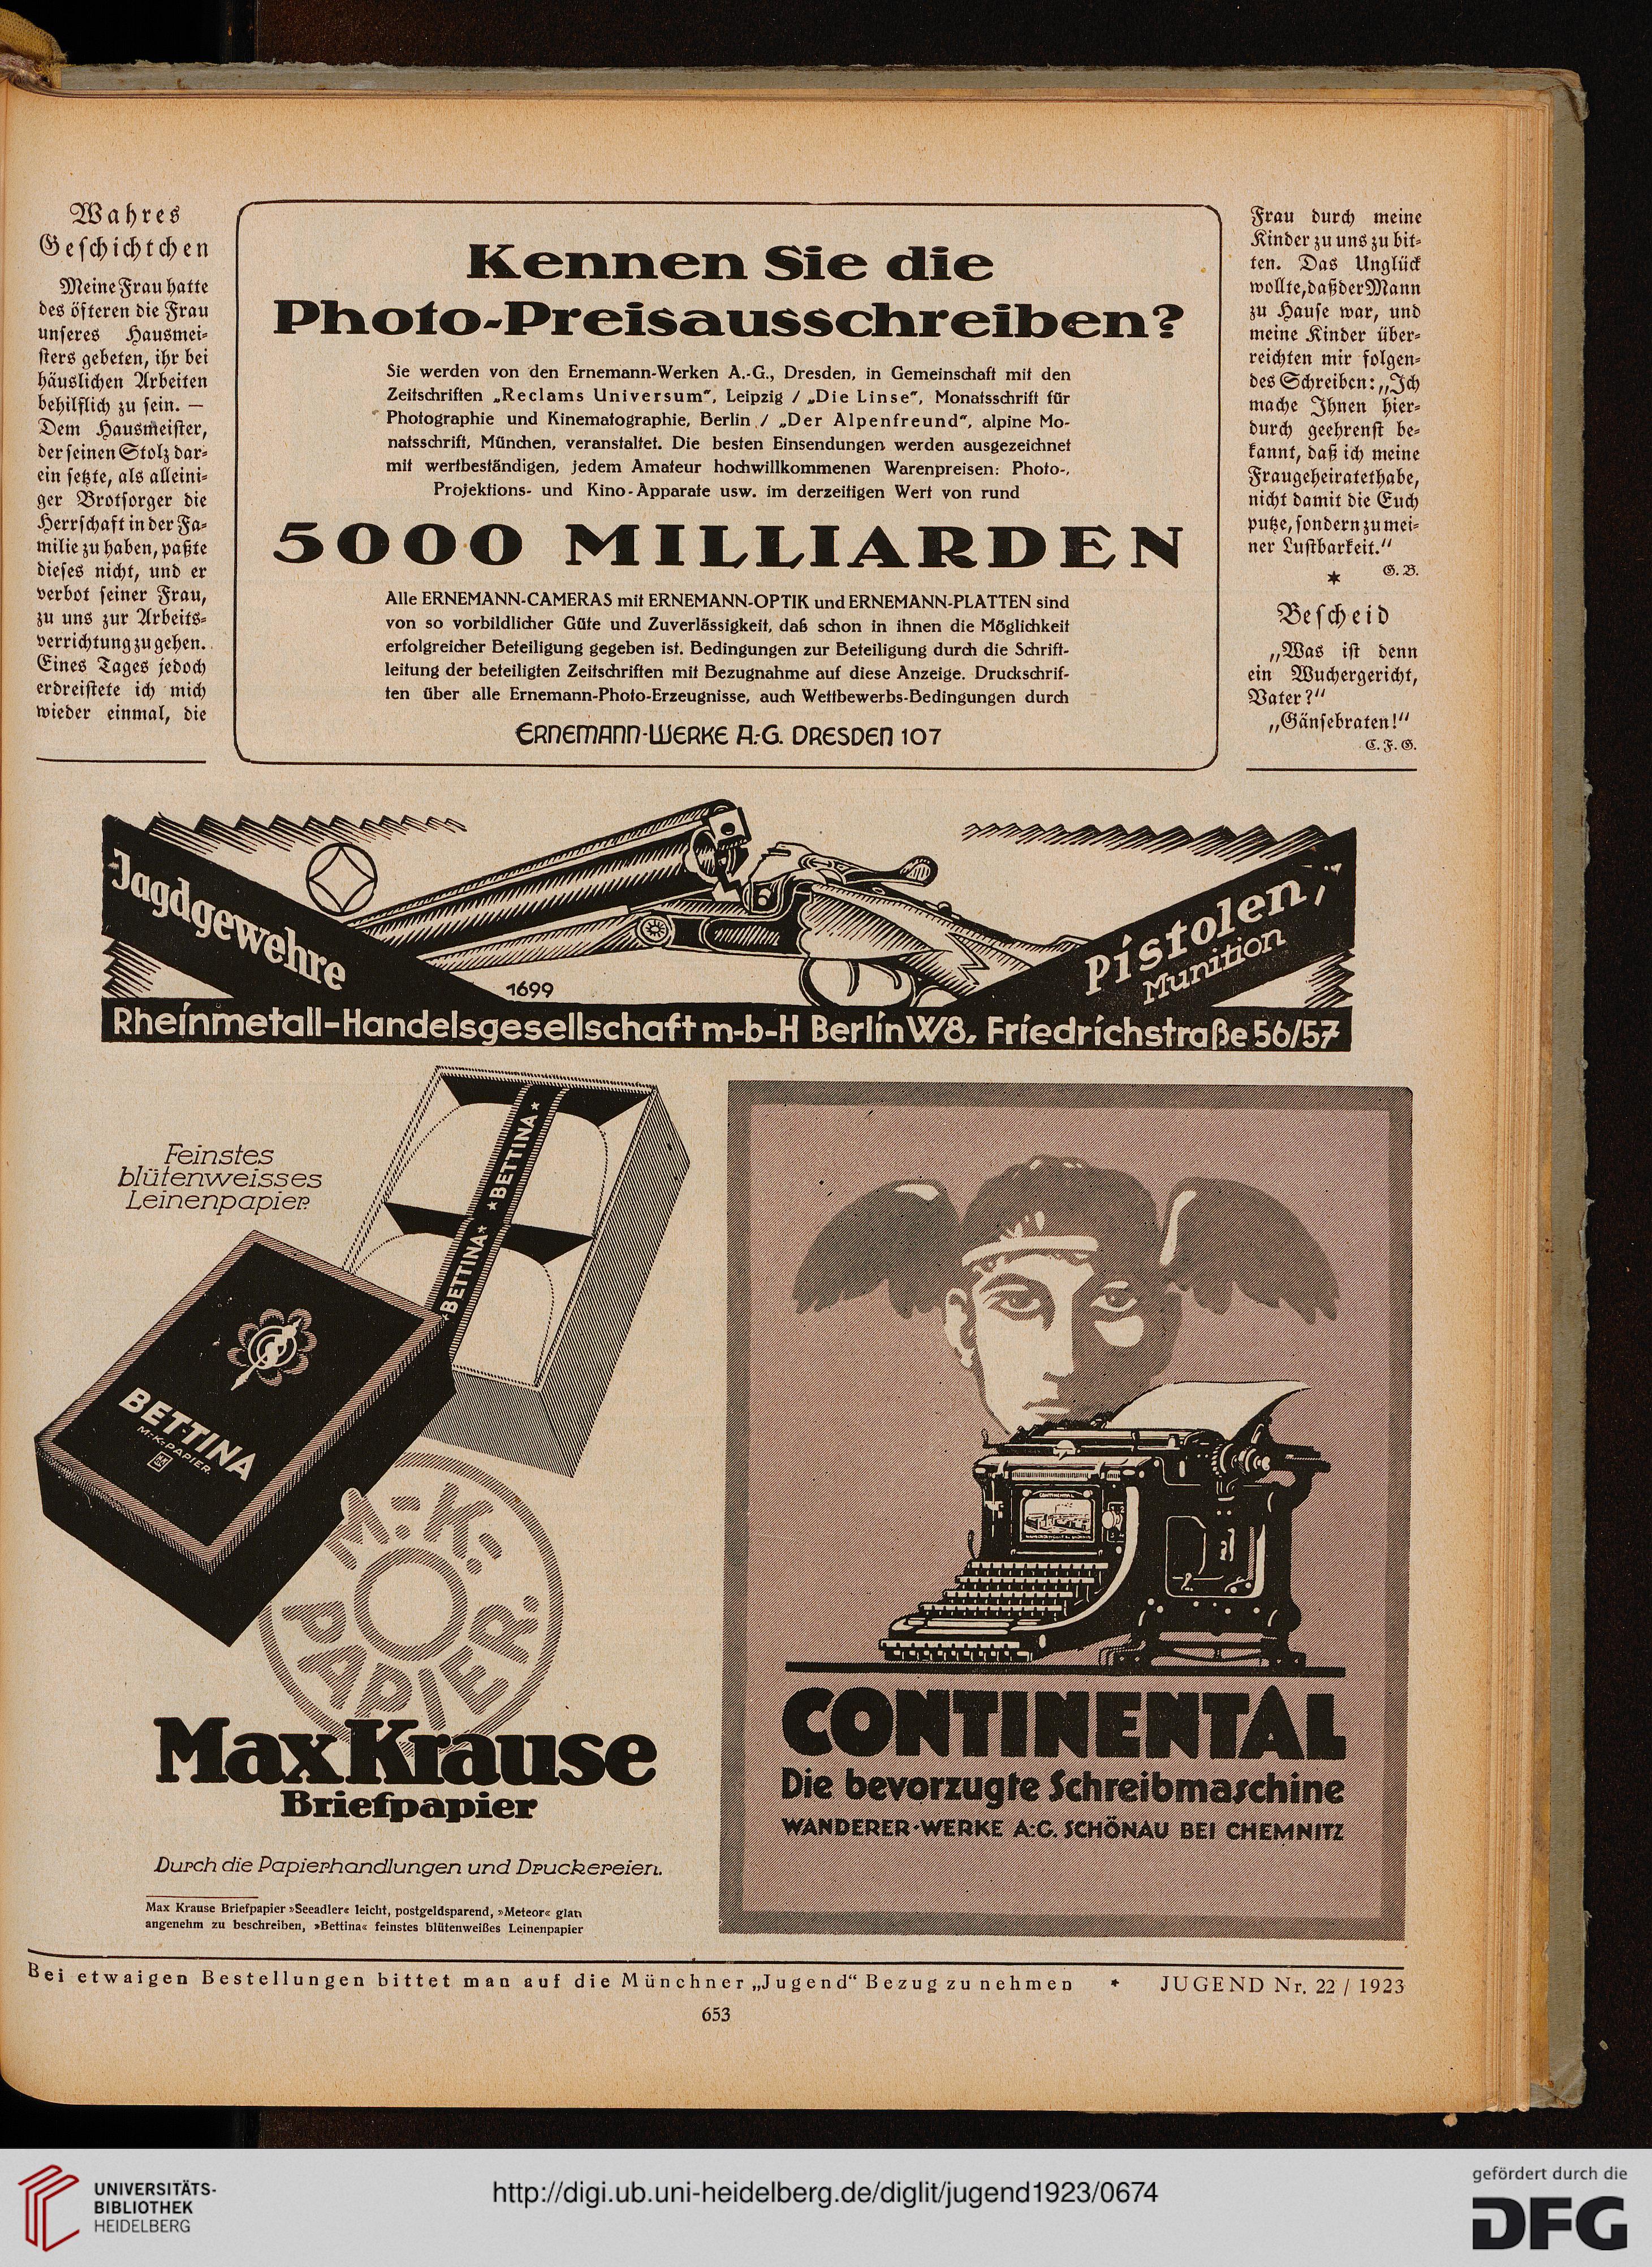 Wahres
Geschichtchen
Meine Frau hatte
des öfteren die Frau
unseres Hausmei-
sters gebeten, ihr bei
häuslichen Arbeiten
behilflich zu sein. —
Dem Hausmeister,
der seinen Stolz dar-
ein setzte, als alleini-
ger Brotsorger die
Herrschaft in der Fa-
milie zu haben, paßte
dieses nicht, und er
verbot seiner Frau,
zu uns zur Arbeits-
verrichtung zu gehen.
Eines Tages jedoch
erdreistete ich mich
wieder einmal, die
Kennen Sie die
Photo-Preisausschreiben?
Sie werden von den Ernemann-Werken A.-G., Dresden, in Gemeinschaft mit den
Zeitschriften „Reclams Universum", Leipzig / „Die Linse", Monatsschrift für
Photographie und Kinematographie, Berlin / „Der Alpenfreund", alpine Mo-
natsschrift, München, veranstaltet. Die besten Einsendungen werden ausgezeichnet
mit wertbeständigen, jedem Amateur hochwillkommenen Warenpreisen: Photo-,
Projektions- und Kino-Apparate usw. im derzeitigen Wert von rund
5000 MILLIARDEN
Alle ERNEMANN-CAMERAS mit ERNEMANN-OPTIK und ERNEMANN-PLATTEN sind
von so vorbildlicher Güte und Zuverlässigkeit, daß schon in ihnen die Möglichkeit
erfolgreicher Beteiligung gegeben ist. Bedingungen zur Beteiligung durch die Schrift-
leitung der beteiligten Zeitschriften mit Bezugnahme auf diese Anzeige. Druckschrif-
ten über alle Ernemann-Photo-Erzeugnisse, auch Wettbewerbs-Bedingungen durch
ERNEMANN-WERKE A.-G. DRESDEN 107
Frau durch meine
Kinder zu uns zu bit-
ten. Das Unglück
wollte, daß der Mann
zu Hause war, und
meine Kinder über-
reichten mir folgen-
des Schreiben: „Ich
mache Ihnen hier-
durch geehrenst be-
kannt, daß ich meine
Frau geheiratet habe,
nicht damit die Euch
putze, sondern zu mei-
ner Lustbarkeit."
G. B.
*
Bescheid
„Was ist denn
ein Wuchergericht,
Vater?"
„Gänsebraten!"
C. F. G.
Jagdgewehre
1699
Pistolen,
Munition
Rheinmetall-Handelsgesellschaft m-b-H Berlin W8, Friedrichstraße 56/57
Feinstes
blütenweisses
Leinenpapier
★BETTINA★ ★BETTINA★
BETTINA
M.-K.-PAPIER.
M.-K.-
PAPIER.
Max Krause
Briefpapier
Durch die Papierhandlungen und Druckereien.
Max Krause Briefpapier »Seeadler« leicht, postgeldsparend, »Meteor« glatt
angenehm zu beschreiben, »Bettina« feinstes blütenweißes Leinenpapier
CONTINENTAL
CONTINENTAL
Die bevorzugte Schreibmaschine
WANDERER-WERKE A.-G. SCHÖNAU BEI CHEMNITZ
Bei etwaigen Bestellungen bittet man auf die Münchner „Jugend" Bezug zu nehmen * JUGEND Nr. 22 / 1923
653
UNIVERSITÄTS-
BIBLIOTHEK
HEIDELBERG
http://digi.ub.uni-heidelberg.de/diglit/jugend1923/0674
gefördert durch die
DFG